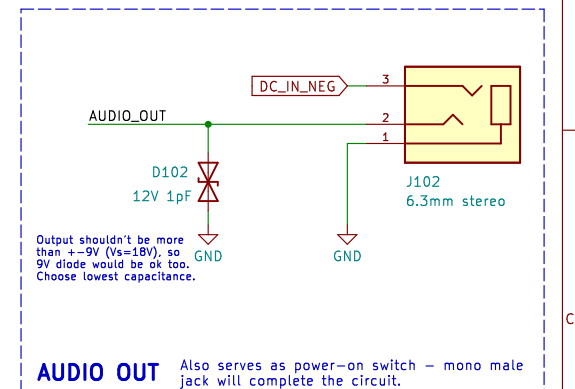 DC_IN_NEG
3
AUDIO_OUT
2
1
D102
12V 1pF
J102
6.3mm stereo
Output shouldn't be more
than +-9V (Vs=18V), so
9V diode would be ok too.
Choose lowest capacitance.
GND
GND
C
AUDIO OUT
Also serves as power-on switch - mono male
jack will complete the circuit.